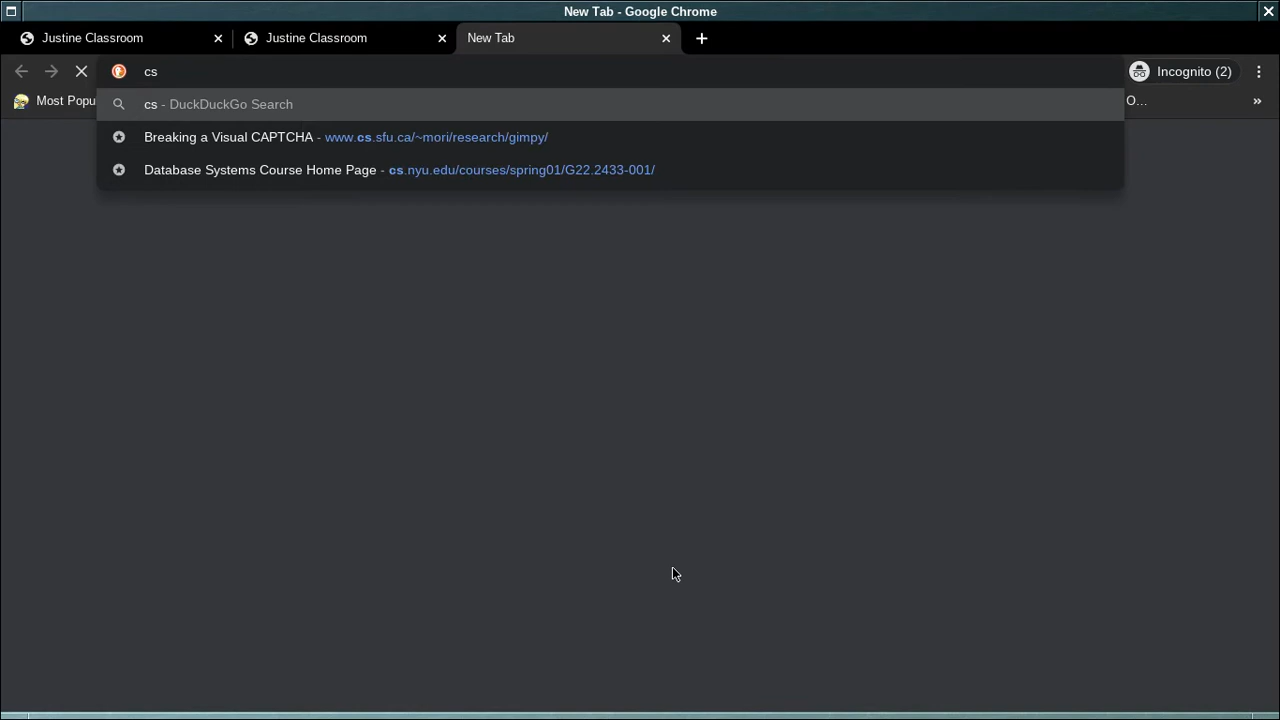 New Tab - Google Chrome
Justine Classroom
Justine Classroom
New Tab
cs
Incognito (2)
Most Popu
O...
cs - DuckDuckGo Search
Breaking a Visual CAPTCHA - www.cs.sfu.ca/~mori/research/gimpy/
Database Systems Course Home Page - cs.nyu.edu/courses/spring01/G22.2433-001/